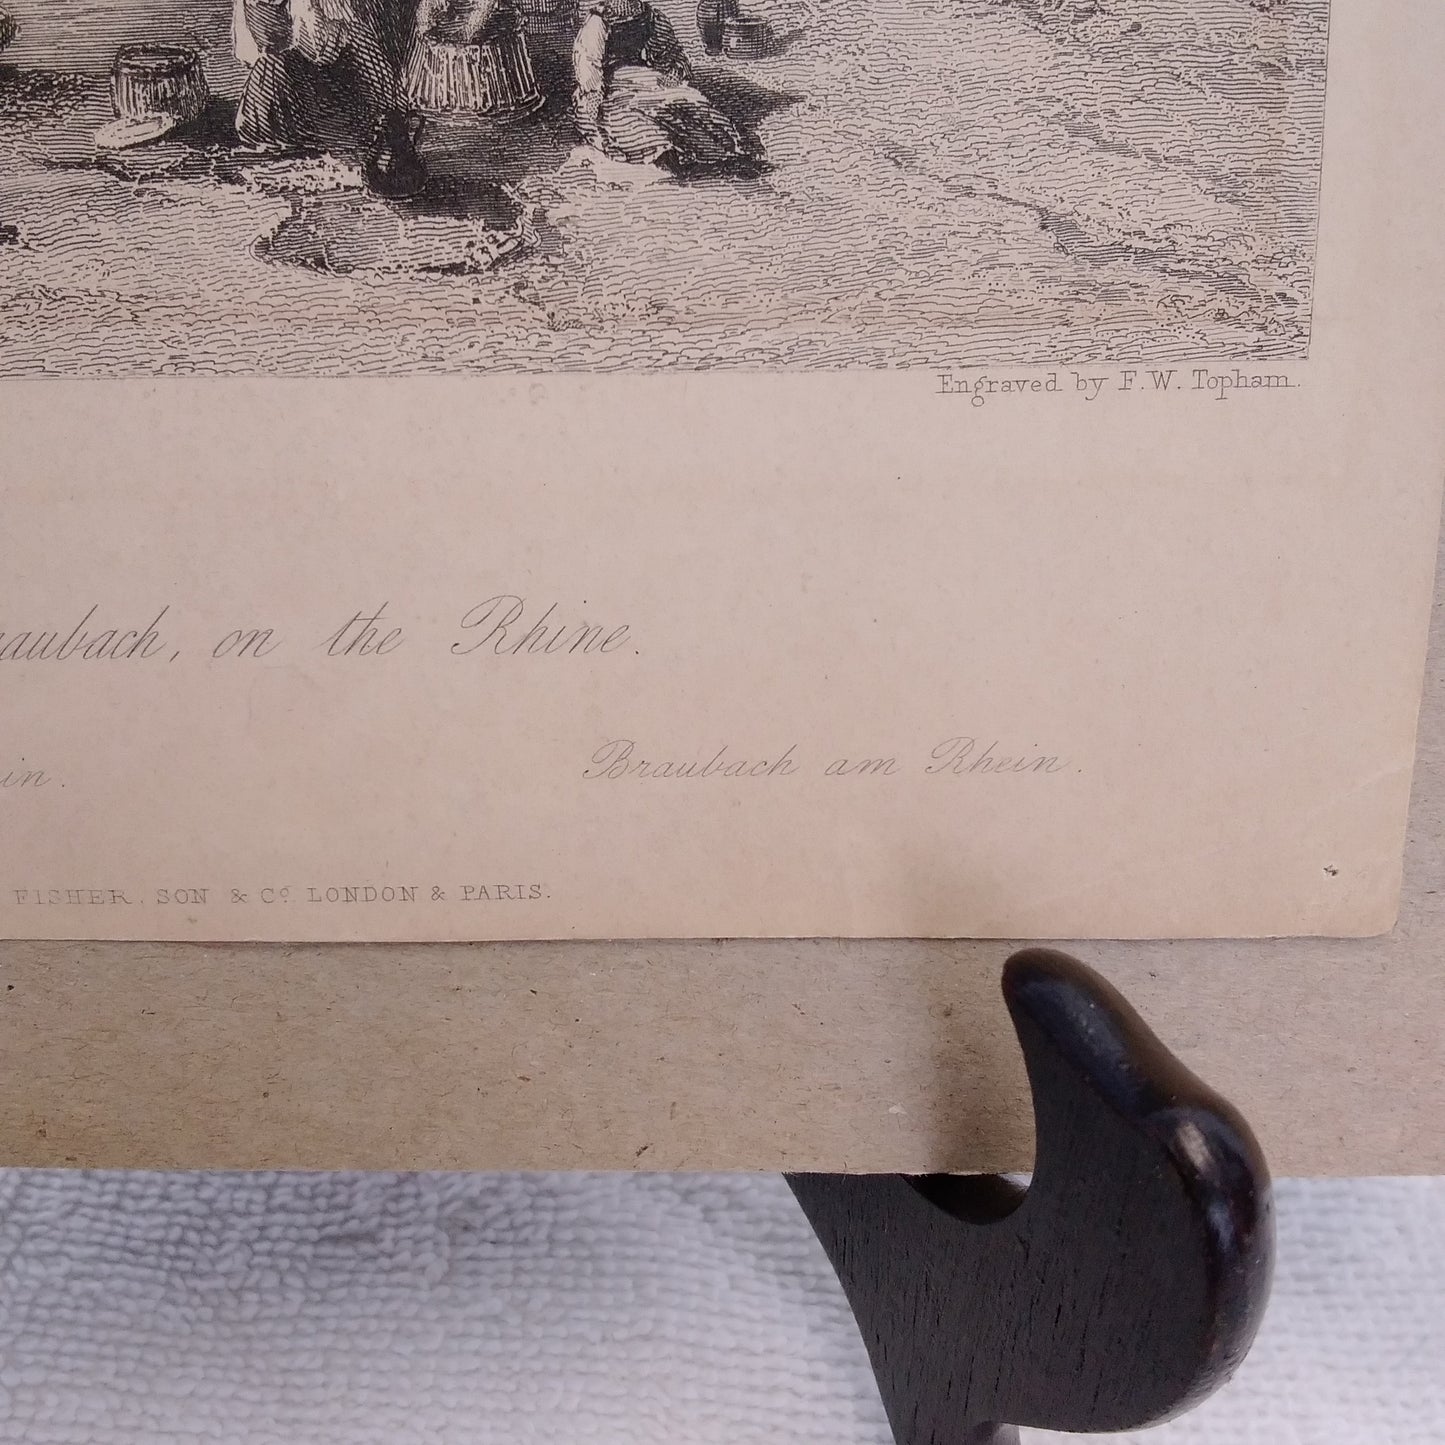 Engraved by F. W. Topham.
raubach, on the Rhine.
in. Braubach am Rhein.
FISHER, SON & Co. LONDON & PARIS.